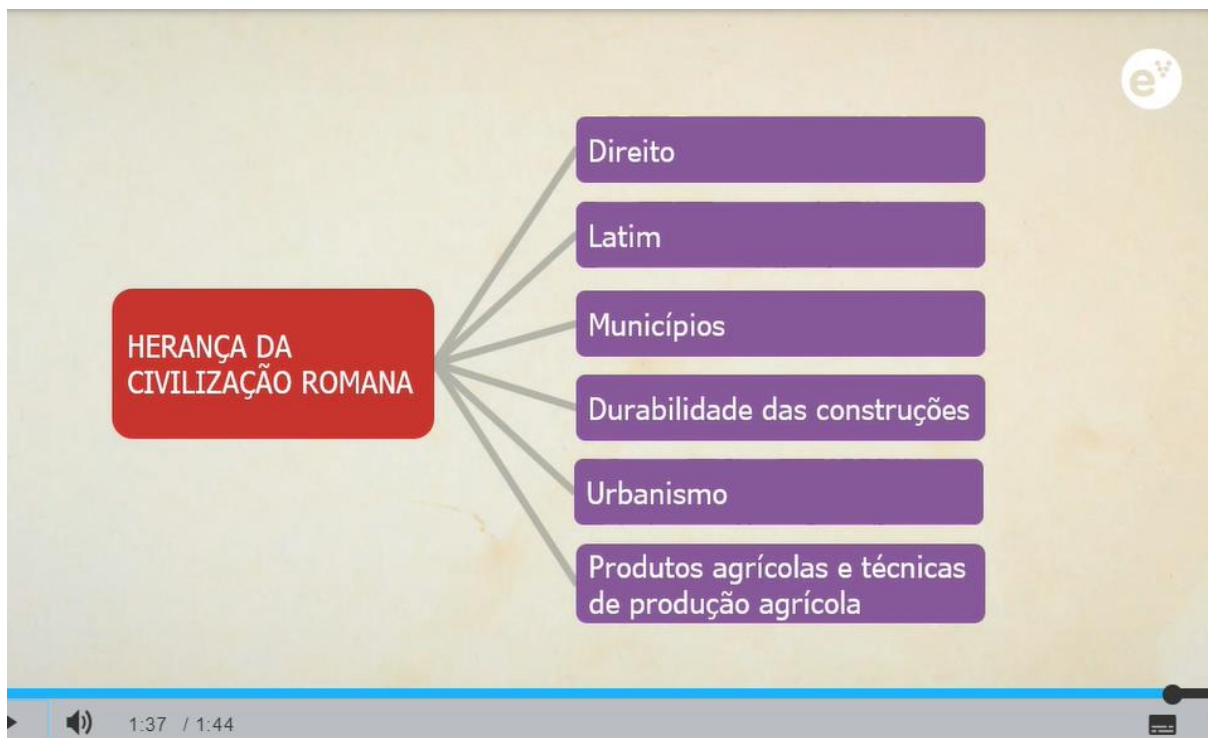 e
Direito
Latim
Municípios
HERANÇA DA
CIVILIZAÇÃO ROMANA
Durabilidade das construções
Urbanismo
Produtos agrícolas e técnicas
de produção agrícola
1:37 / 1:44